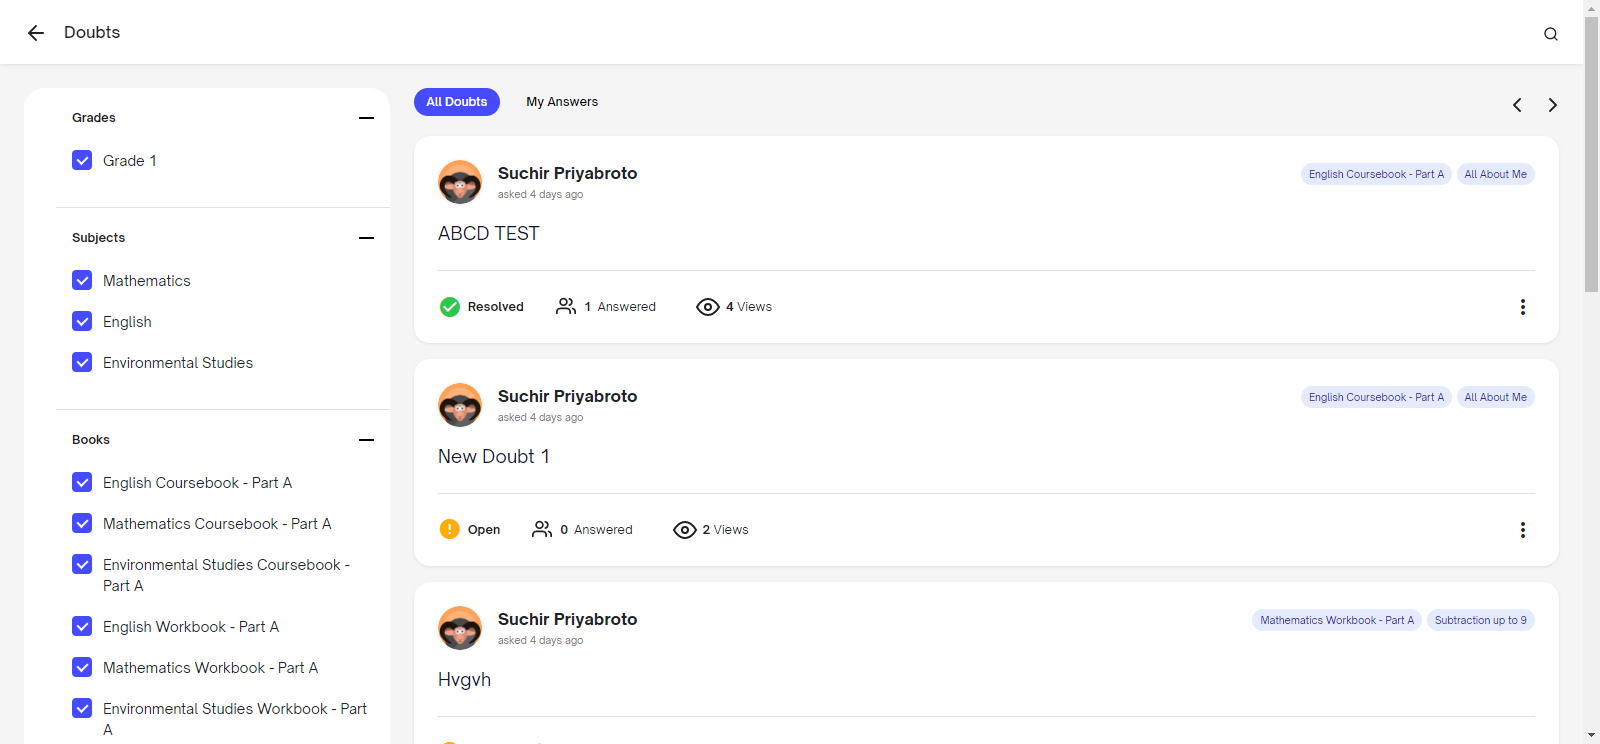 Doubts
Grades
Grade 1
Subjects
Mathematics
English
Environmental Studies
Books
English Coursebook - Part A
Mathematics Coursebook - Part A
Environmental Studies Coursebook -
Part A
English Workbook - Part A
Mathematics Workbook - Part A
Environmental Studies Workbook - Part
A
All Doubts My Answers
Suchir Priyabroto
asked 4 days ago
English Coursebook - Part A All About Me
ABCD TEST
Resolved 1 Answered 4 Views
Suchir Priyabroto
asked 4 days ago
English Coursebook - Part A All About Me
New Doubt 1
Open 0 Answered 2 Views
Suchir Priyabroto
asked 4 days ago
Mathematics Workbook - Part A Subtraction up to 9
Hvgvh